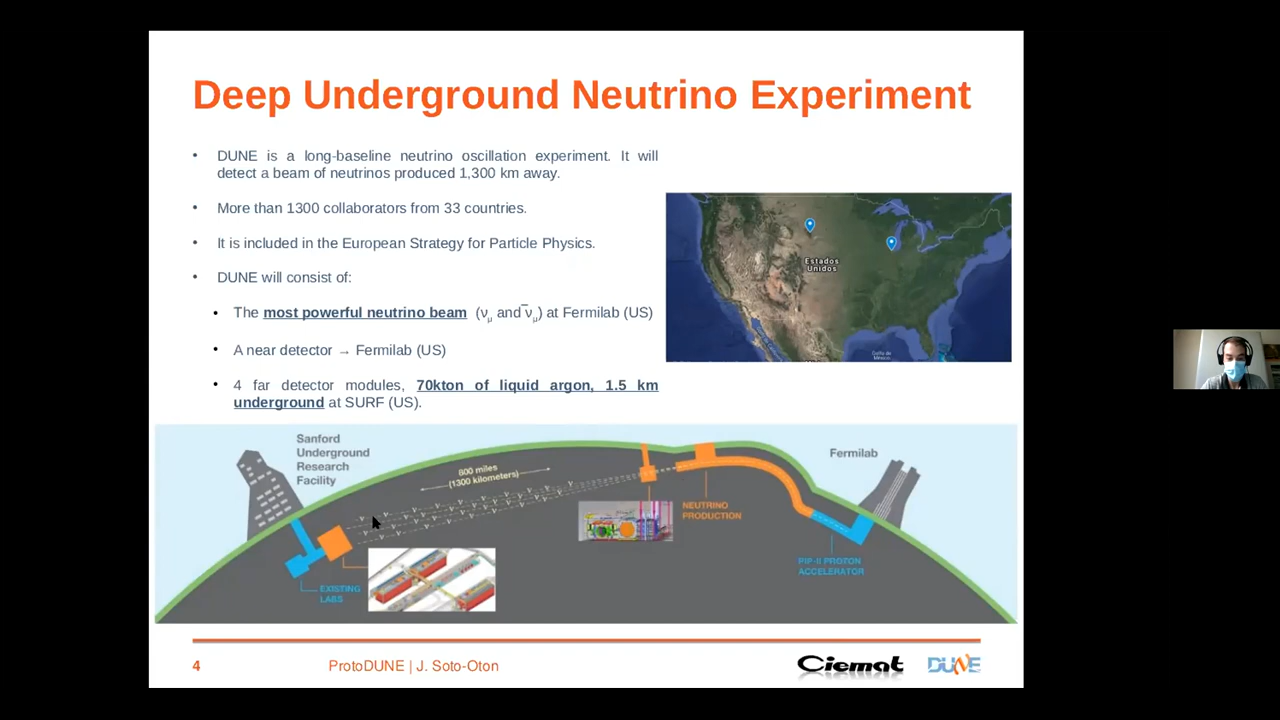 Deep Underground Neutrino Experiment
• DUNE is a long-baseline neutrino oscillation experiment. It will
detect a beam of neutrinos produced 1,300 km away.
• More than 1300 collaborators from 33 countries.
• It is included in the European Strategy for Particle Physics.
• DUNE will consist of:
• The most powerful neutrino beam (νμ and ν̅μ) at Fermilab (US)
• A near detector → Fermilab (US)
• 4 far detector modules, 70kton of liquid argon, 1.5 km
underground at SURF (US).
Estados
Unidos
Golfo de
México
Sanford
Underground
Research
Facility
800 miles
(1300 kilometers)
Fermilab
NEUTRINO
PRODUCTION
PIP-II PROTON
ACCELERATOR
EXISTING
LABS
4
ProtoDUNE | J. Soto-Oton
Ciemat
DUNE